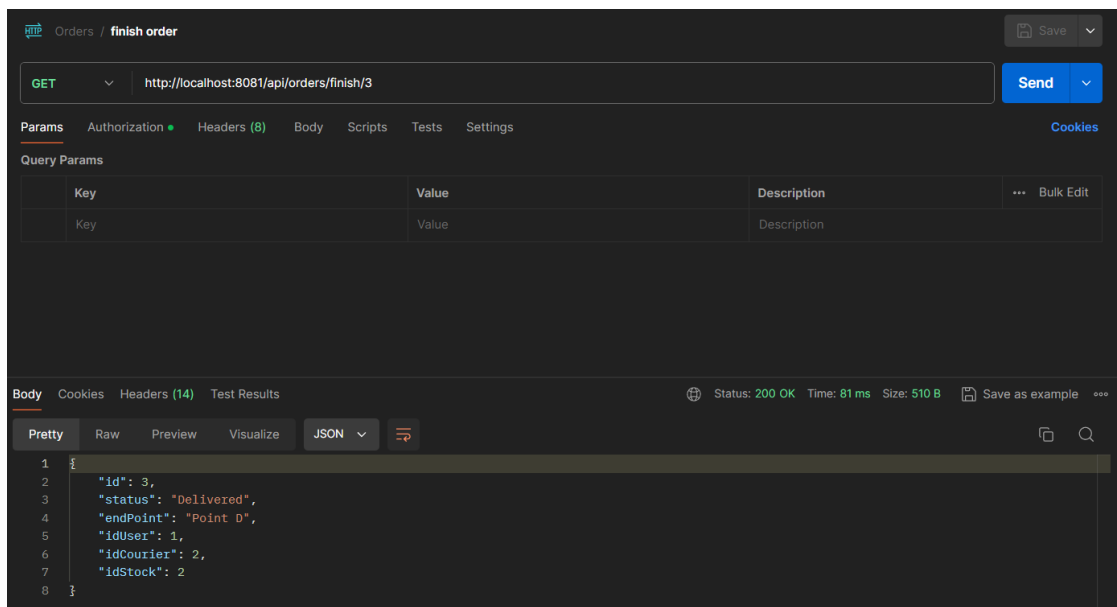 HTTP Orders / finish order Save
GET http://localhost:8081/api/orders/finish/3 Send
Params Authorization Headers (8) Body Scripts Tests Settings Cookies
Query Params
Key Value Description Bulk Edit
Key Value Description
Body Cookies Headers (14) Test Results Status: 200 OK Time: 81 ms Size: 510 B Save as example
Pretty Raw Preview Visualize JSON
1 {
2 "id": 3,
3 "status": "Delivered",
4 "endPoint": "Point D",
5 "idUser": 1,
6 "idCourier": 2,
7 "idStock": 2
8 }